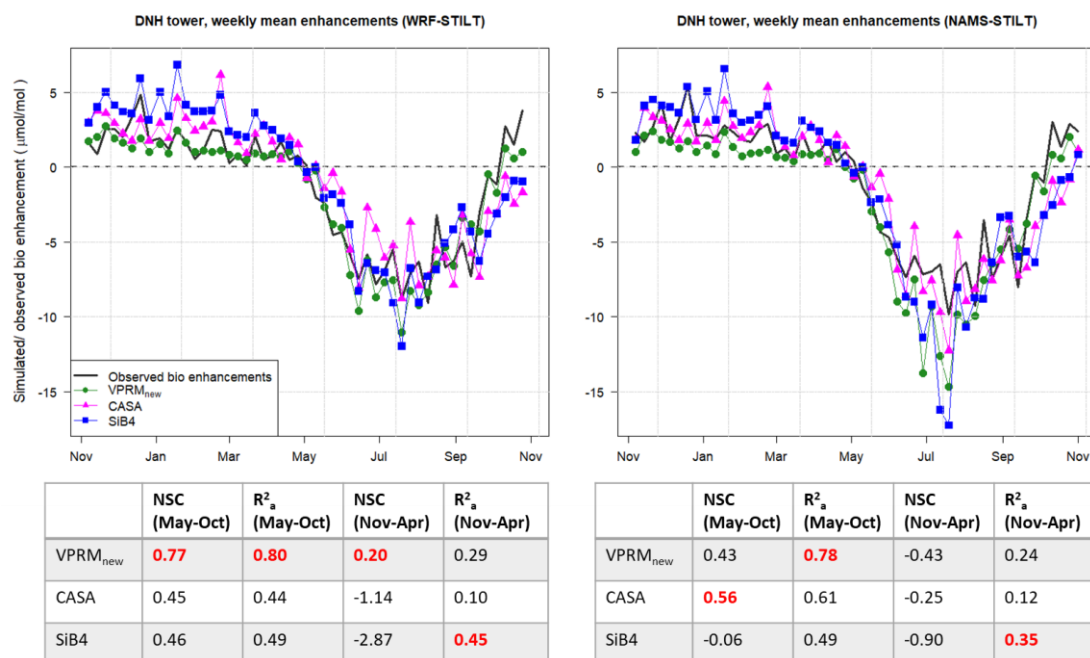 DNH tower, weekly mean enhancements (WRF-STILT)
Simulated/ observed bio enhancement ( μmol/mol)
5
0
-5
-10
-15
Observed bio enhancements
VPRMnew
CASA
SiB4
Nov Jan Mar May Jul Sep Nov
DNH tower, weekly mean enhancements (NAMS-STILT)
5
0
-5
-10
-15
Nov Jan Mar May Jul Sep Nov
NSC (May-Oct) R²a (May-Oct) NSC (Nov-Apr) R²a (Nov-Apr)
VPRMnew 0.77 0.80 0.20 0.29
CASA 0.45 0.44 -1.14 0.10
SiB4 0.46 0.49 -2.87 0.45
NSC (May-Oct) R²a (May-Oct) NSC (Nov-Apr) R²a (Nov-Apr)
VPRMnew 0.43 0.78 -0.43 0.24
CASA 0.56 0.61 -0.25 0.12
SiB4 -0.06 0.49 -0.90 0.35